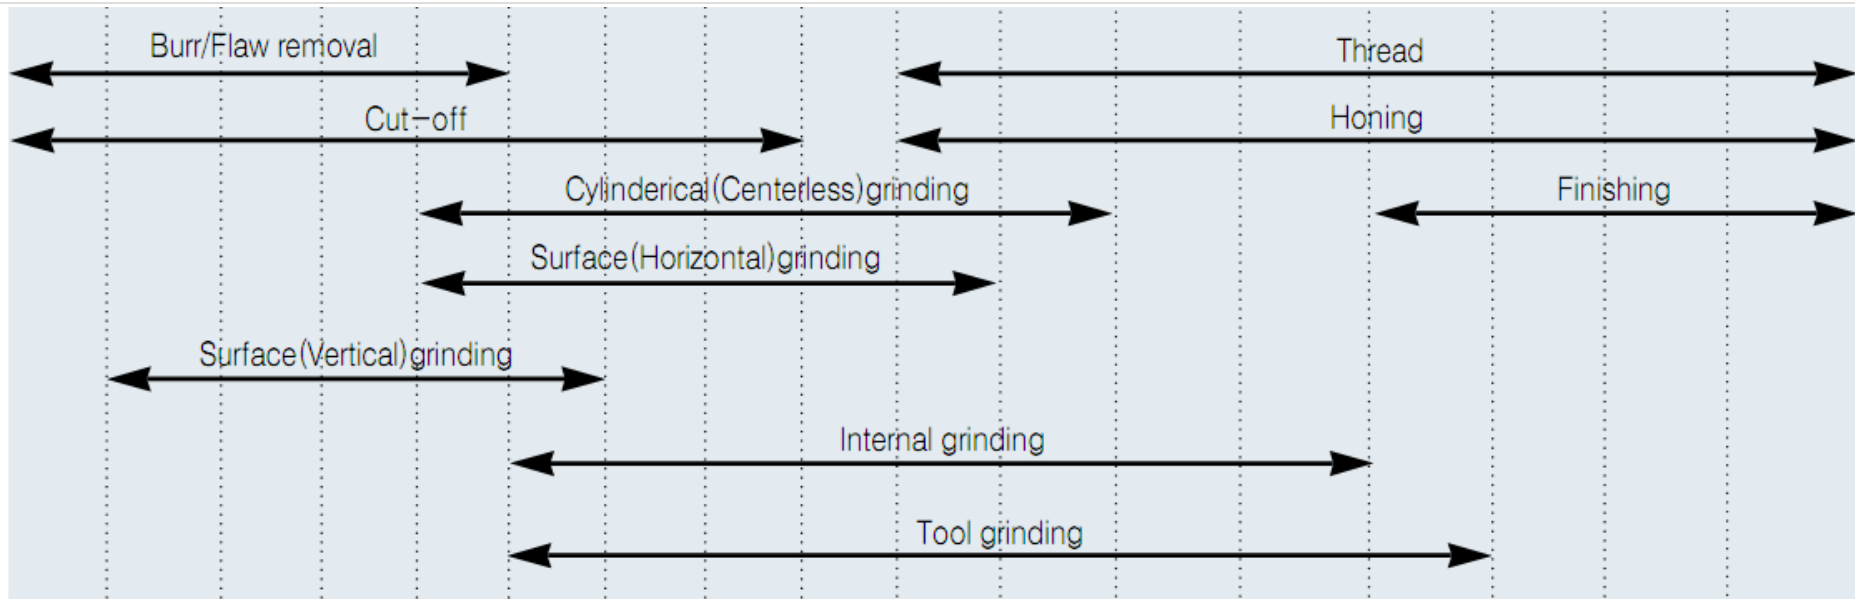 Burr/Flaw removal
Thread
Cut-off
Honing
Cylinderical(Centerless)grinding
Finishing
Surface(Horizontal)grinding
Surface(Vertical)grinding
Internal grinding
Tool grinding